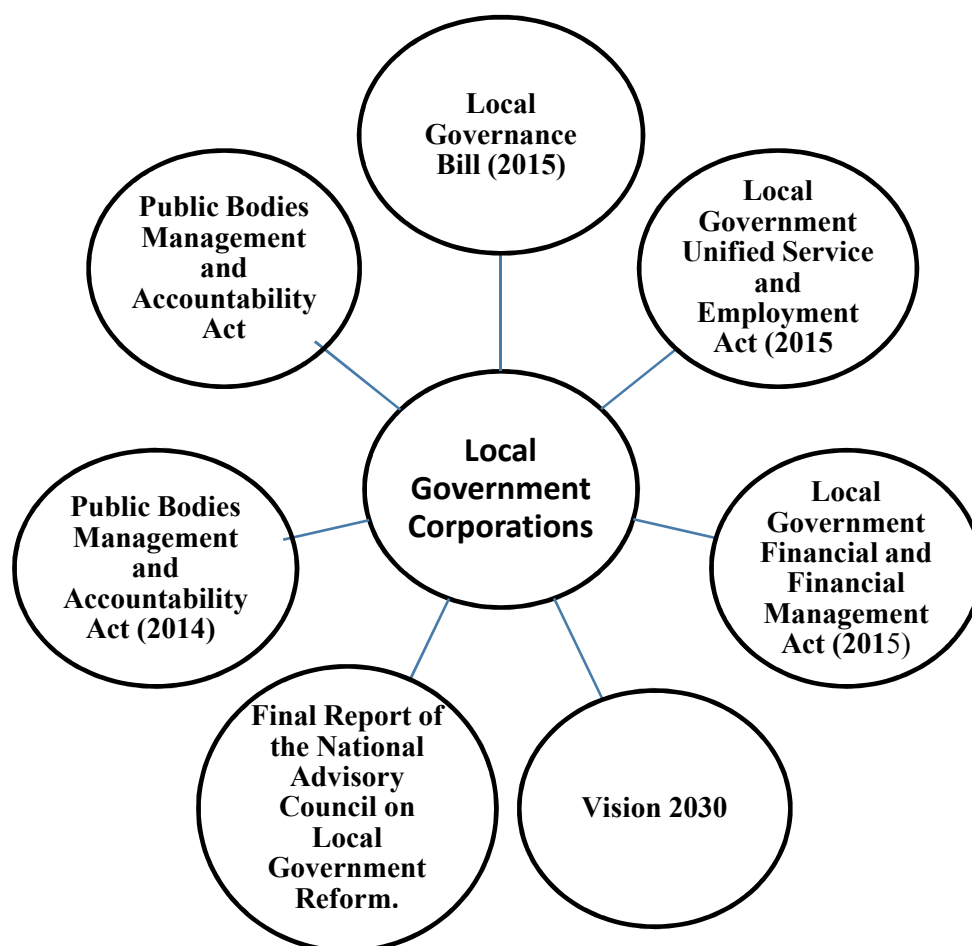 Local
Governance
Bill (2015)
Local
Government
Unified Service
and
Employment
Act (2015
Local
Government
Financial and
Financial
Management
Act (2015)
Vision 2030
Final Report of
the National
Advisory
Council on
Local
Government
Reform.
Public Bodies
Management
and
Accountability
Act (2014)
Public Bodies
Management
and
Accountability
Act
Local
Government
Corporations